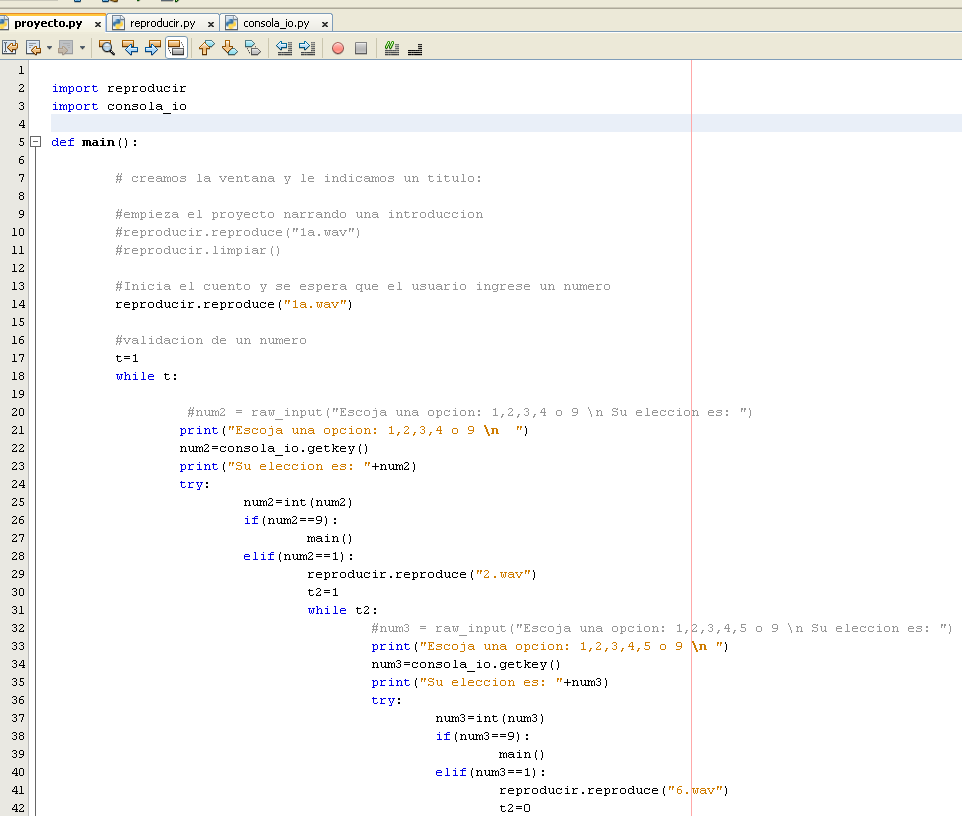 proyecto.py x reproducir.py x consola_io.py x
1
2 import reproducir
3 import consola_io
4
5 def main():
6
7 # creamos la ventana y le indicamos un titulo:
8
9 #empieza el proyecto narrando una introduccion
10 #reproducir.reproduce("1a.wav")
11 #reproducir.limpiar()
12
13 #Inicia el cuento y se espera que el usuario ingrese un numero
14 reproducir.reproduce("1a.wav")
15
16 #validacion de un numero
17 t=1
18 while t:
19
20 #num2 = raw_input("Escoja una opcion: 1,2,3,4 o 9 \n Su eleccion es: ")
21 print("Escoja una opcion: 1,2,3,4 o 9 \n  ")
22 num2=consola_io.getkey()
23 print("Su eleccion es: "+num2)
24 try:
25 num2=int(num2)
26 if(num2==9):
27 main()
28 elif(num2==1):
29 reproducir.reproduce("2.wav")
30 t2=1
31 while t2:
32 #num3 = raw_input("Escoja una opcion: 1,2,3,4,5 o 9 \n Su eleccion es: ")
33 print("Escoja una opcion: 1,2,3,4,5 o 9 \n ")
34 num3=consola_io.getkey()
35 print("Su eleccion es: "+num3)
36 try:
37 num3=int(num3)
38 if(num3==9):
39 main()
40 elif(num3==1):
41 reproducir.reproduce("6.wav")
42 t2=0